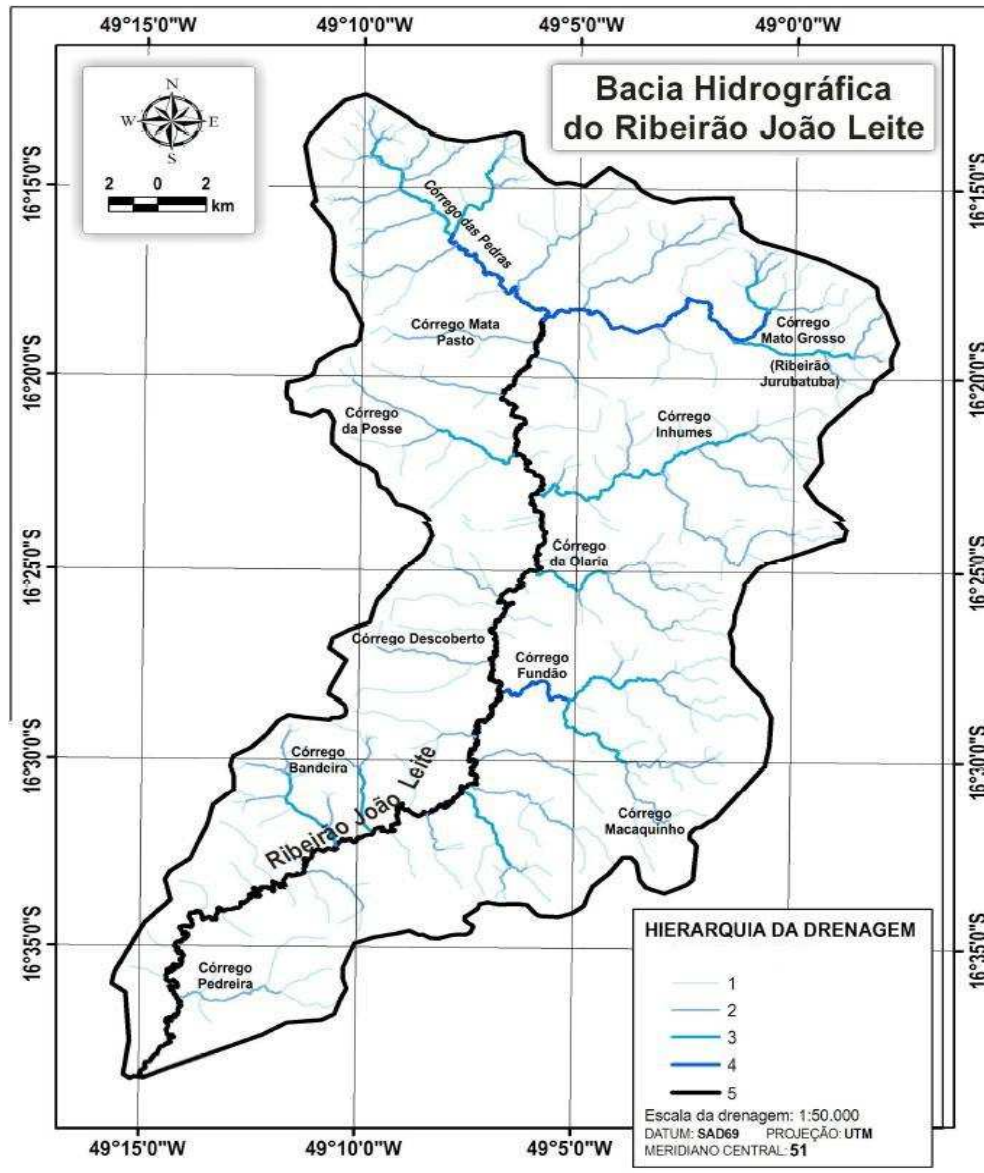 49°15'0"W
49°10'0"W
49°5'0"W
49°0'0"W
N
W
E
S
2 0 2
km
Bacia Hidrográfica
do Ribeirão João Leite
16°15'0"S
16°15'0"S
Córrego das Pedras
Córrego Mata
Pasto
Córrego
Mato Grosso
(Ribeirão
Jurubatuba)
16°20'0"S
16°20'0"S
Córrego
da Posse
Córrego
Inhumes
Córrego
da Olaria
16°25'0"S
16°25'0"S
Córrego Descoberto
Córrego
Fundão
16°30'0"S
16°30'0"S
Córrego
Bandeira
Ribeirão João Leite
Córrego
Macaquinho
16°35'0"S
16°35'0"S
Córrego
Pedreira
HIERARQUIA DA DRENAGEM
1
2
3
4
5
Escala da drenagem: 1:50.000
DATUM: SAD69 PROJEÇÃO: UTM
MERIDIANO CENTRAL: 51
49°15'0"W
49°10'0"W
49°5'0"W
49°0'0"W